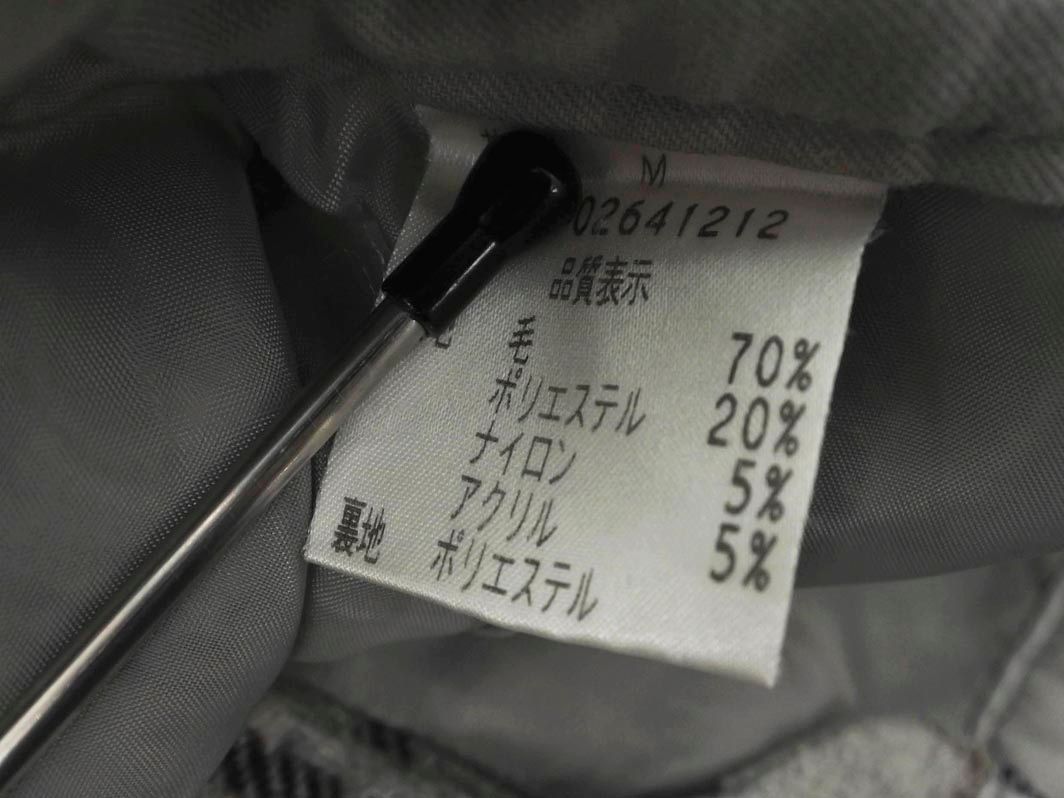 M
02641212
品質表示
毛 70%
ポリエステル 20%
ナイロン 5%
アクリル 5%
裏地 ポリエステル